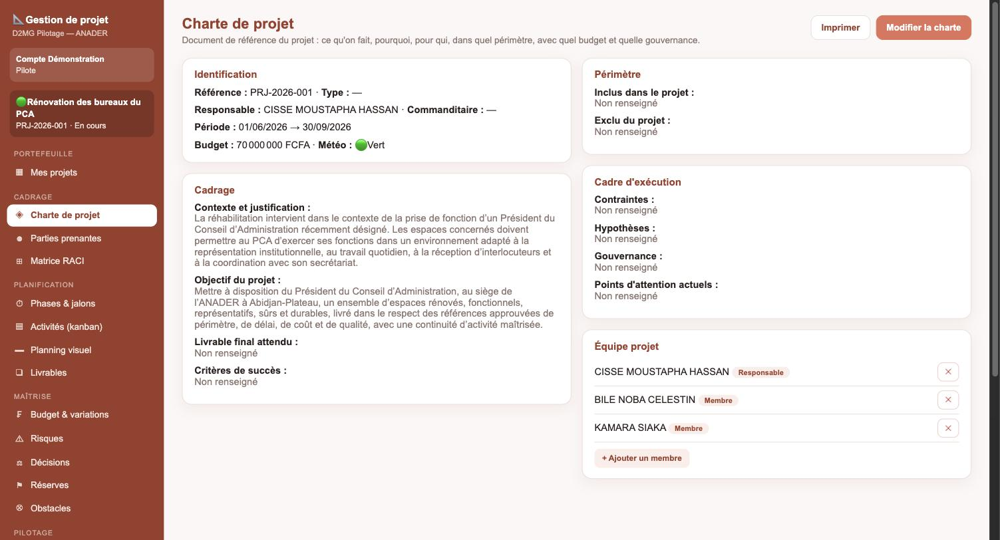 Gestion de projet
D2MG Pilotage — ANADER
Compte Démonstration
Pilote
Rénovation des bureaux du
PCA
PRJ-2026-001 · En cours
PORTEFEUILLE
Mes projets
CADRAGE
Charte de projet
Parties prenantes
Matrice RACI
PLANIFICATION
Phases & jalons
Activités (kanban)
Planning visuel
Livrables
MAÎTRISE
Budget & variations
Risques
Décisions
Réserves
Obstacles
PILOTAGE
Charte de projet
Document de référence du projet : ce qu'on fait, pourquoi, pour qui, dans quel périmètre, avec quel budget et quelle gouvernance.
Imprimer
Modifier la charte
Identification
Référence : PRJ-2026-001 · Type : —
Responsable : CISSE MOUSTAPHA HASSAN · Commanditaire : —
Période : 01/06/2026 → 30/09/2026
Budget : 70 000 000 FCFA · Météo : Vert
Cadrage
Contexte et justification :
La réhabilitation intervient dans le contexte de la prise de fonction d’un Président du
Conseil d’Administration récemment désigné. Les espaces concernés doivent
permettre au PCA d’exercer ses fonctions dans un environnement adapté à la
représentation institutionnelle, au travail quotidien, à la réception d’interlocuteurs et
à la coordination avec son secrétariat.
Objectif du projet :
Mettre à disposition du Président du Conseil d’Administration, au siège de
l’ANADER à Abidjan-Plateau, un ensemble d’espaces rénovés, fonctionnels,
représentatifs, sûrs et durables, livré dans le respect des références approuvées de
périmètre, de délai, de coût et de qualité, avec une continuité d’activité maîtrisée.
Livrable final attendu :
Non renseigné
Critères de succès :
Non renseigné
Périmètre
Inclus dans le projet :
Non renseigné
Exclu du projet :
Non renseigné
Cadre d'exécution
Contraintes :
Non renseigné
Hypothèses :
Non renseigné
Gouvernance :
Non renseigné
Points d'attention actuels :
Non renseigné
Équipe projet
CISSE MOUSTAPHA HASSAN Responsable
BILE NOBA CELESTIN Membre
KAMARA SIAKA Membre
+ Ajouter un membre